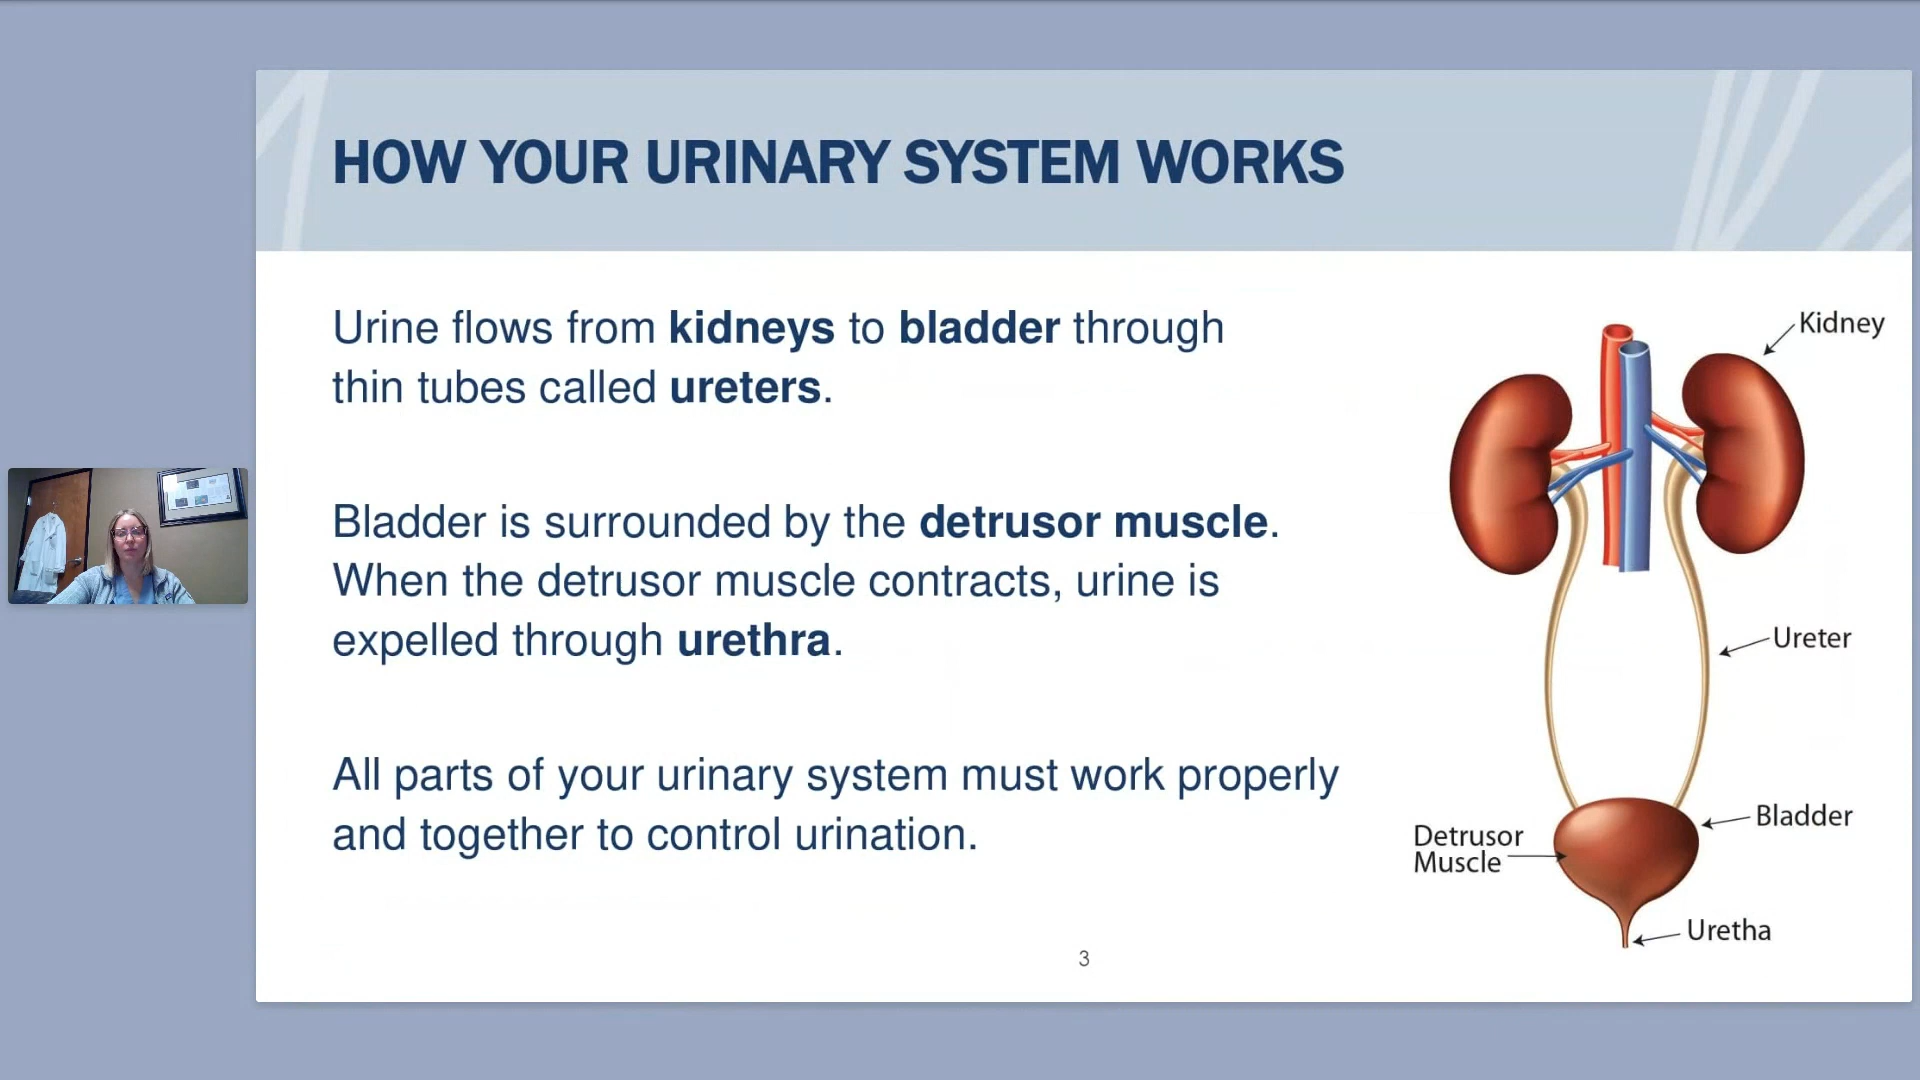 HOW YOUR URINARY SYSTEM WORKS
Urine flows from kidneys to bladder through
thin tubes called ureters.
Bladder is surrounded by the detrusor muscle.
When the detrusor muscle contracts, urine is
expelled through urethra.
All parts of your urinary system must work properly
and together to control urination.
Kidney
Ureter
Bladder
Detrusor
Muscle
Uretha
3